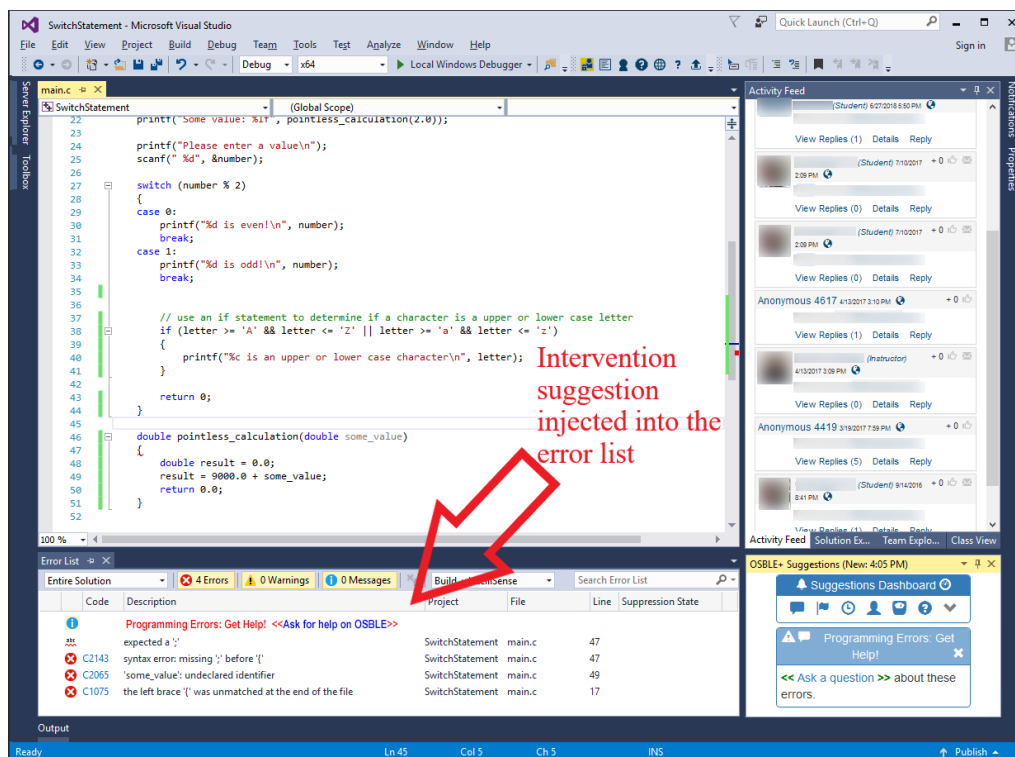 SwitchStatement - Microsoft Visual Studio
Quick Launch (Ctrl+Q)
File Edit View Project Build Debug Team Tools Test Analyze Window Help
Sign in
Debug x64 Local Windows Debugger
Server Explorer
Toolbox
main.c
SwitchStatement (Global Scope)
22 printf("Some value: %lf", pointless_calculation(2.0));
23
24 printf("Please enter a value\n");
25 scanf(" %d", &number);
26
27 switch (number % 2)
28 {
29 case 0:
30 printf("%d is even!\n", number);
31 break;
32 case 1:
33 printf("%d is odd!\n", number);
34 break;
35
36
37 // use an if statement to determine if a character is a upper or lower case letter
38 if (letter >= 'A' && letter <= 'Z' || letter >= 'a' && letter <= 'z')
39 {
40 printf("%c is an upper or lower case character\n", letter);
41 }
42
43 return 0;
44 }
45
46 double pointless_calculation(double some_value)
47 {
48 double result = 0.0;
49 result = 9000.0 + some_value;
50 return 0.0;
51 }
52
100 %
Intervention
suggestion
injected into the
error list
Activity Feed
(Student) 6/27/2018 5:50 PM
View Replies (1) Details Reply
(Student) 7/10/2017 + 0
2:09 PM
View Replies (0) Details Reply
(Student) 7/10/2017 + 0
2:09 PM
View Replies (0) Details Reply
Anonymous 4617 4/13/2017 3:10 PM + 0
View Replies (1) Details Reply
(Instructor) + 0
4/13/2017 3:09 PM
View Replies (0) Details Reply
Anonymous 4419 3/19/2017 7:59 PM + 0
View Replies (5) Details Reply
(Student) 9/14/2016 + 0
8:41 PM
View Replies (1) Details Reply
Activity Feed Solution Ex... Team Explo... Class View
Notifications
Properties
Error List
Entire Solution 4 Errors 0 Warnings 0 Messages Search Error List
Code Description Project File Line Suppression State
Programming Errors: Get Help! <<Ask for help on OSBLE>>
abc expected a ';' SwitchStatement main.c 47
C2143 syntax error: missing ';' before '{' SwitchStatement main.c 47
C2065 'some_value': undeclared identifier SwitchStatement main.c 49
C1075 the left brace '{' was unmatched at the end of the file SwitchStatement main.c 17
OSBLE+ Suggestions (New: 4:05 PM)
Suggestions Dashboard
Programming Errors: Get
Help!
<< Ask a question >> about these
errors.
Output
Ready Ln 45 Col 5 Ch 5 INS Publish